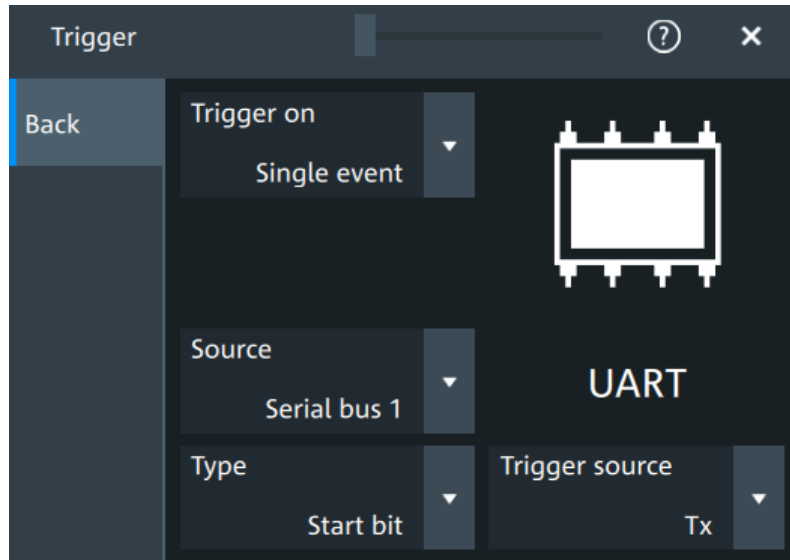 Trigger
?
Back
Trigger on
Single event
Source
Serial bus 1
UART
Type
Start bit
Trigger source
Tx